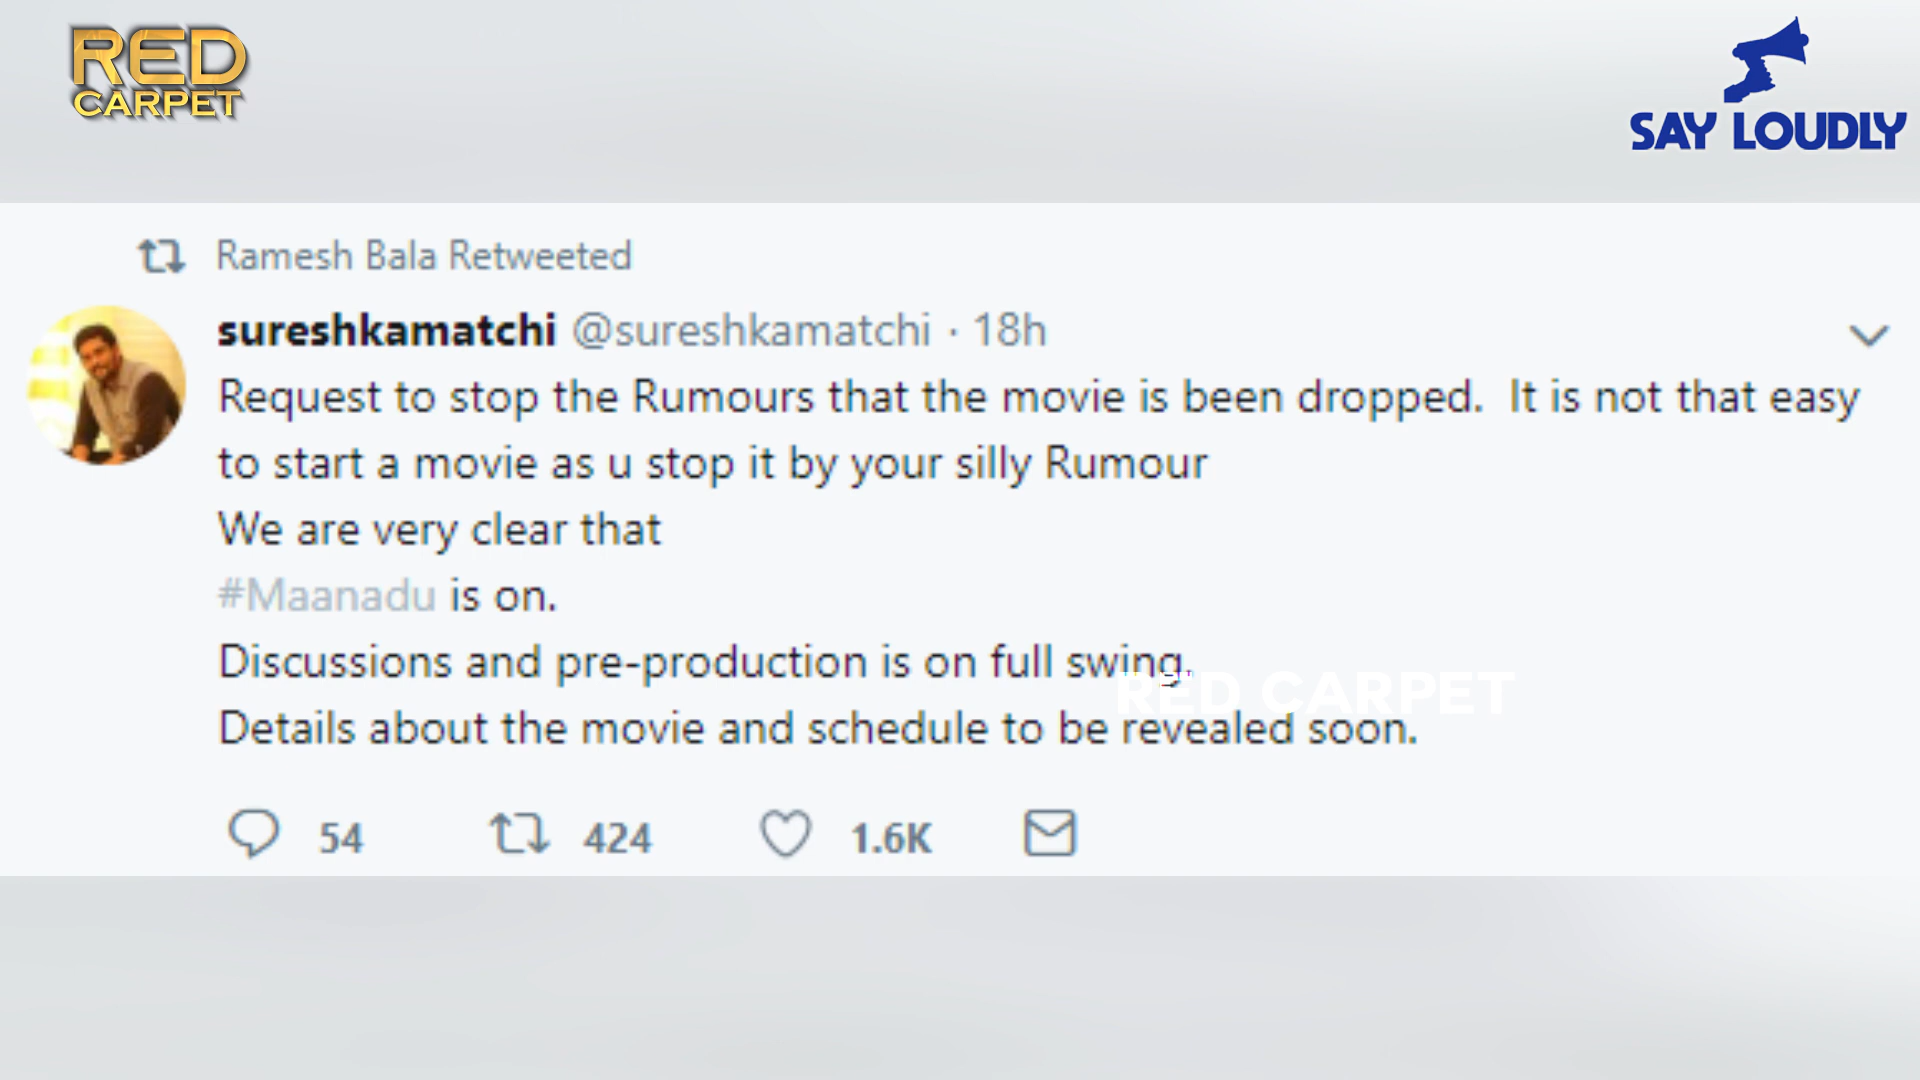 RED
CARPET
SAY LOUDLY
Ramesh Bala Retweeted
sureshkamatchi @sureshkamatchi · 18h
Request to stop the Rumours that the movie is been dropped. It is not that easy
to start a movie as u stop it by your silly Rumour
We are very clear that
#Maanadu is on.
Discussions and pre-production is on full swing.
RED CARPET
Details about the movie and schedule to be revealed soon.
54 424 1.6K